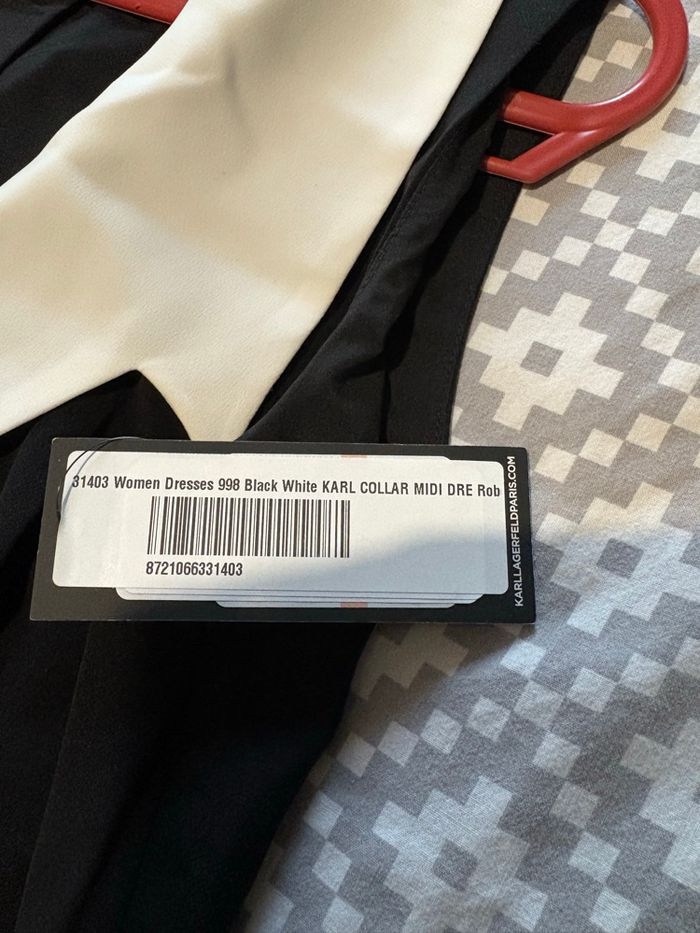 31403 Women Dresses 998 Black White KARL COLLAR MIDI DRE Rob
8721066331403
KARLLAGERFELDPARIS.COM